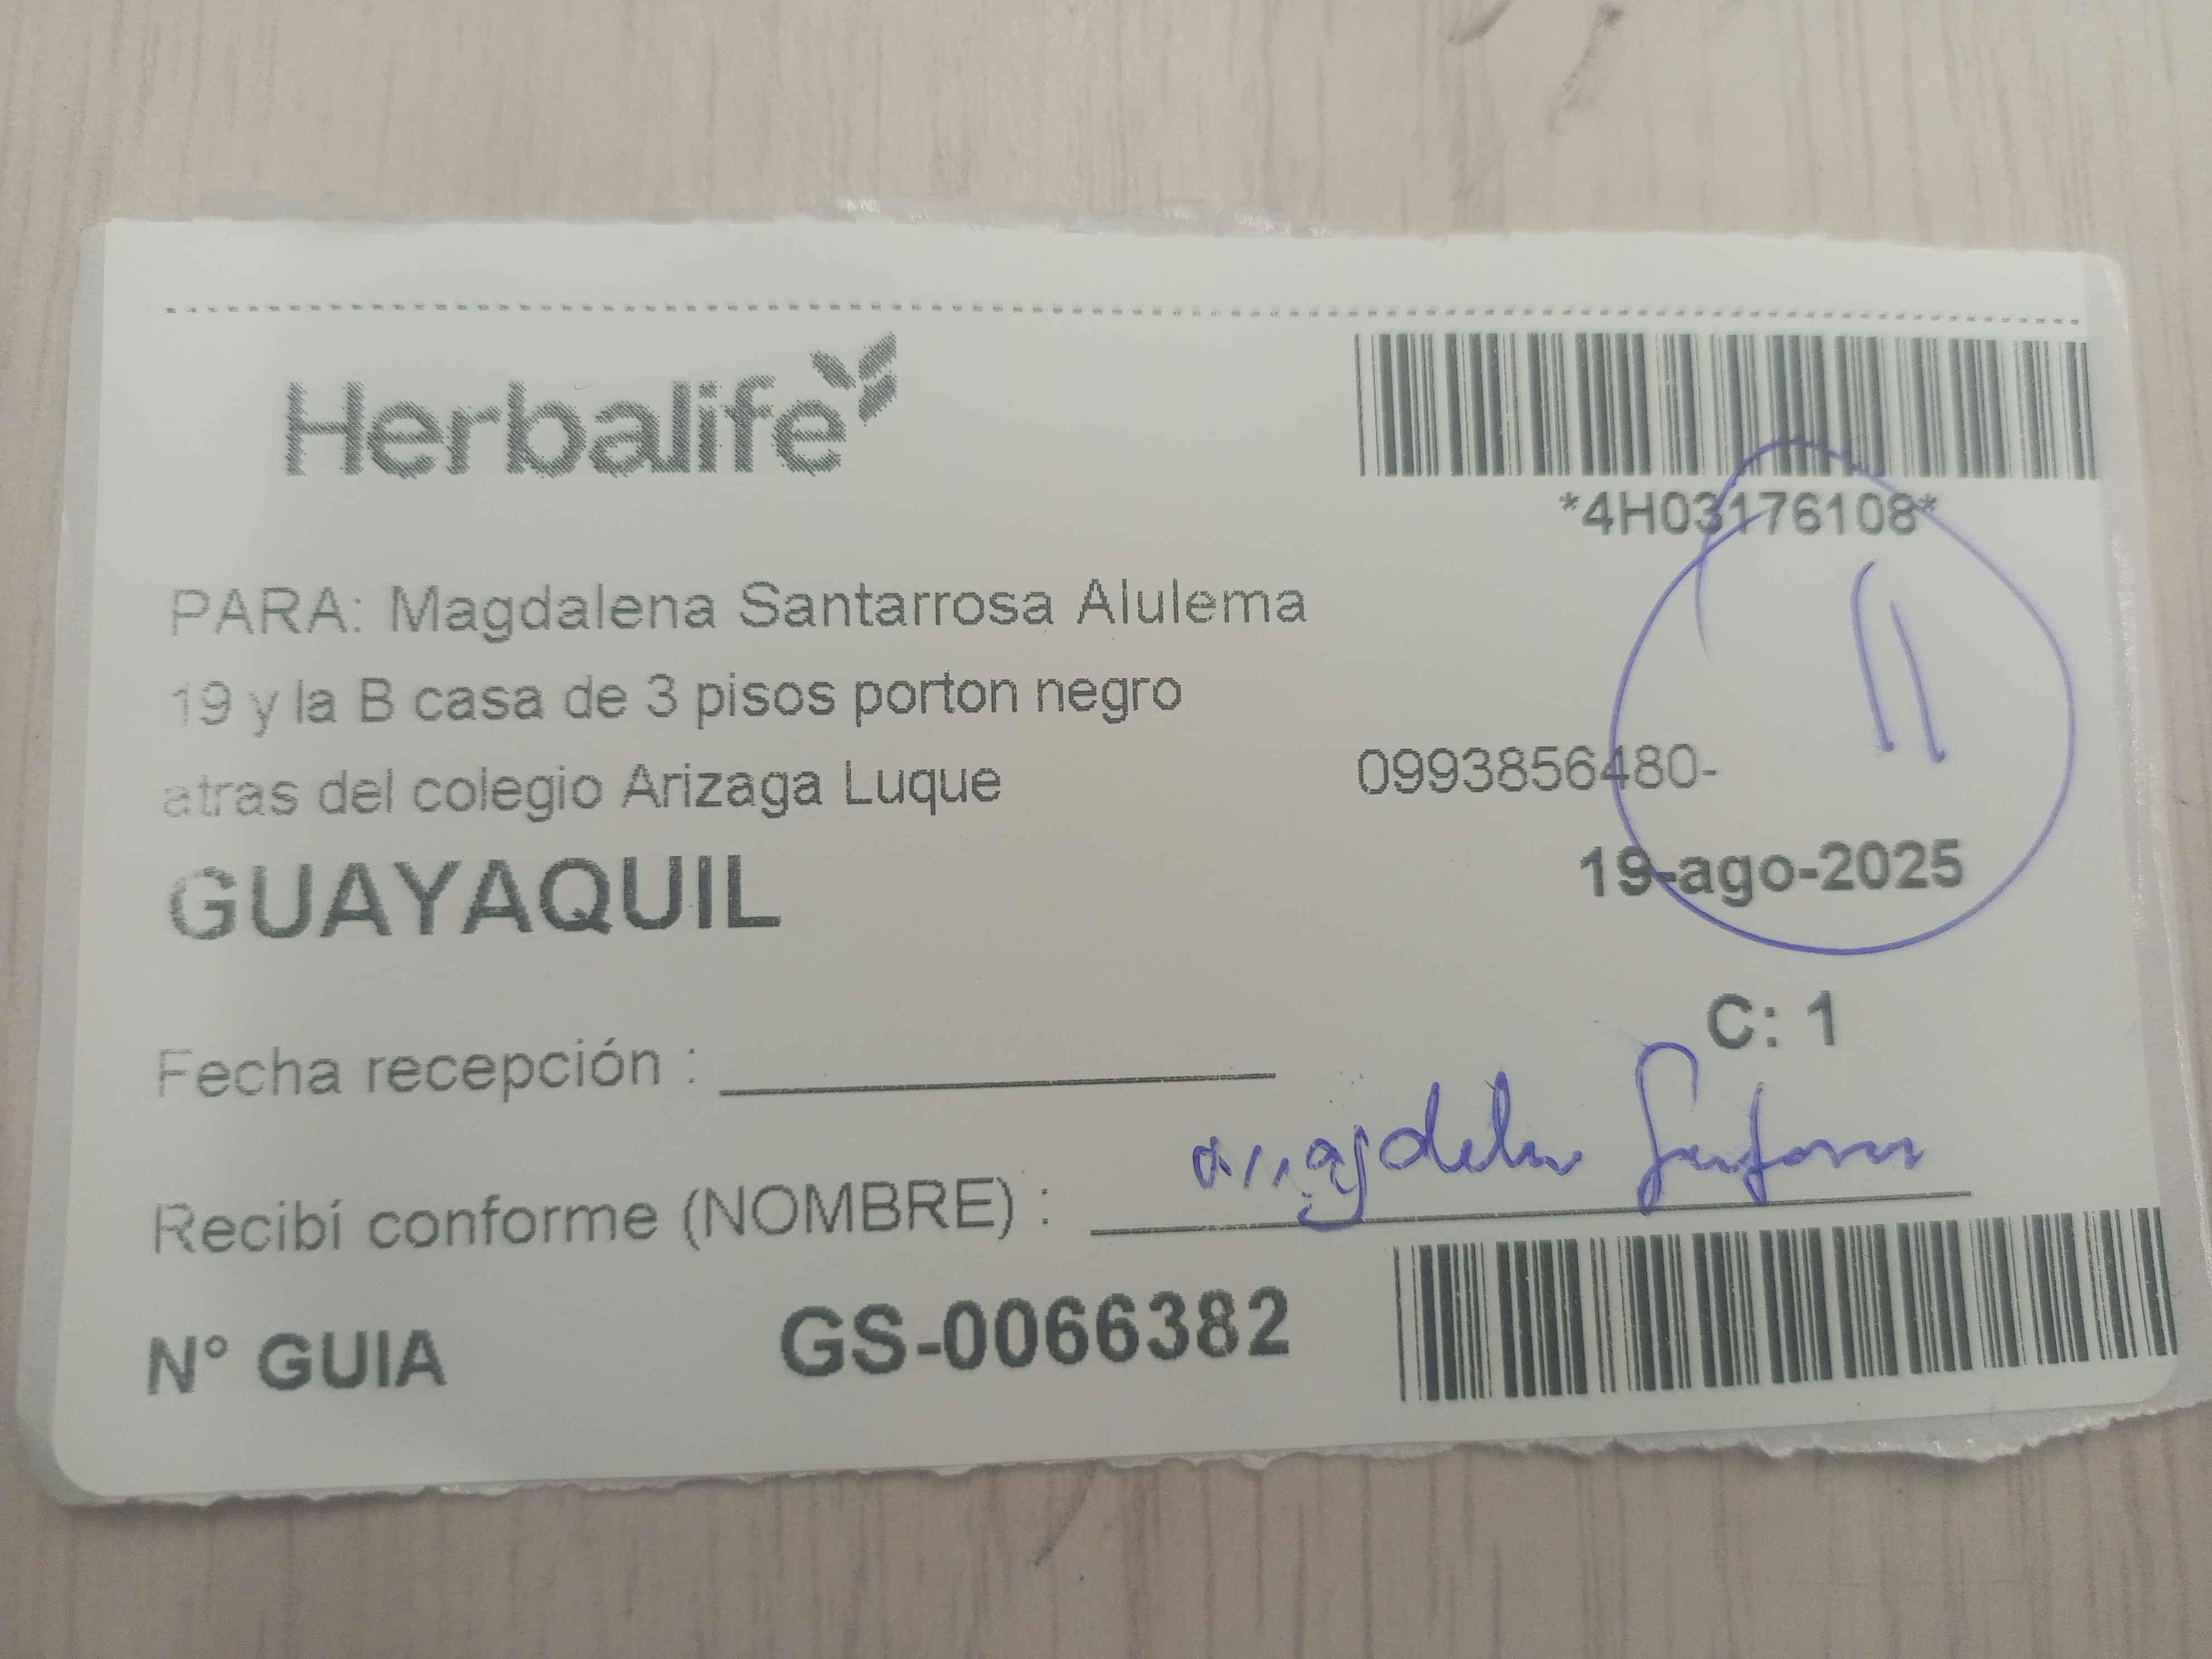 Herbalife
*4H03176108*
PARA: Magdalena Santarrosa Alulema
19 y la B casa de 3 pisos porton negro
atras del colegio Arizaga Luque
0993856480-
11
GUAYAQUIL
19-ago-2025
C: 1
Fecha recepción :
Recibí conforme (NOMBRE) :
N° GUIA GS-0066382